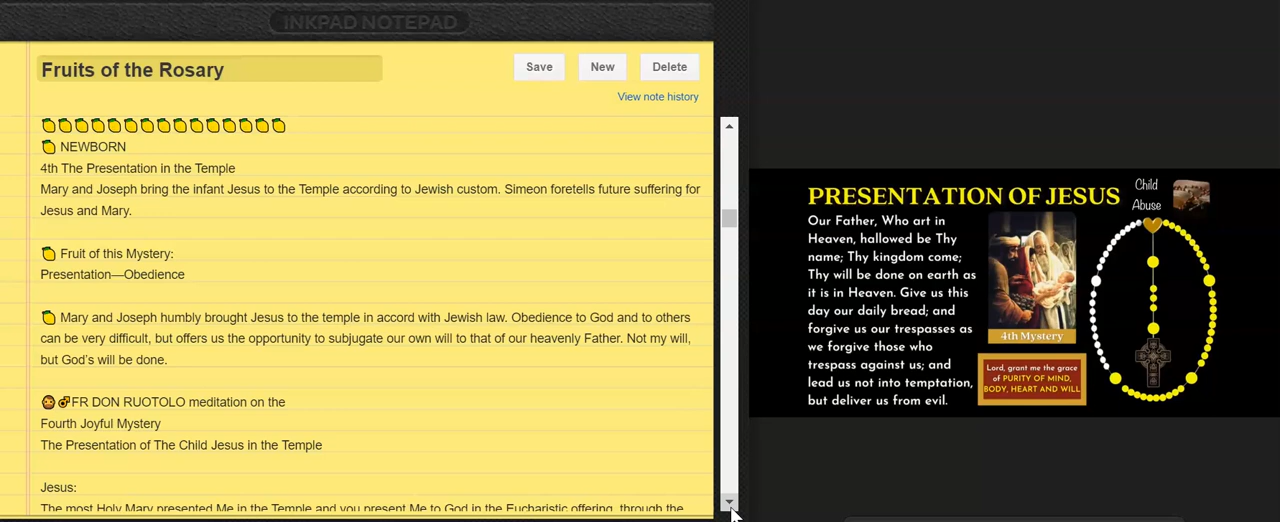 INKPAD NOTEPAD
Fruits of the Rosary
Save
New
Delete
View note history
🍋🍋🍋🍋🍋🍋🍋🍋🍋🍋🍋🍋🍋🍋🍋
🍋 NEWBORN
4th The Presentation in the Temple
Mary and Joseph bring the infant Jesus to the Temple according to Jewish custom. Simeon foretells future suffering for
Jesus and Mary.
🍋 Fruit of this Mystery:
Presentation—Obedience
🍋 Mary and Joseph humbly brought Jesus to the temple in accord with Jewish law. Obedience to God and to others
can be very difficult, but offers us the opportunity to subjugate our own will to that of our heavenly Father. Not my will,
but God's will be done.
FR DON RUOTOLO meditation on the
Fourth Joyful Mystery
The Presentation of The Child Jesus in the Temple
Jesus:
The most Holy Mary presented Me in the Temple and you present Me to God in the Eucharistic offering, through the
PRESENTATION OF JESUS
Child
Abuse
Our Father, Who art in
Heaven, hallowed be Thy
name; Thy kingdom come;
Thy will be done on earth as
it is in Heaven. Give us this
day our daily bread; and
forgive us our trespasses as
we forgive those who
trespass against us; and
lead us not into temptation,
but deliver us from evil.
4th Mystery
Lord, grant me the grace
of PURITY OF MIND,
BODY, HEART AND WILL